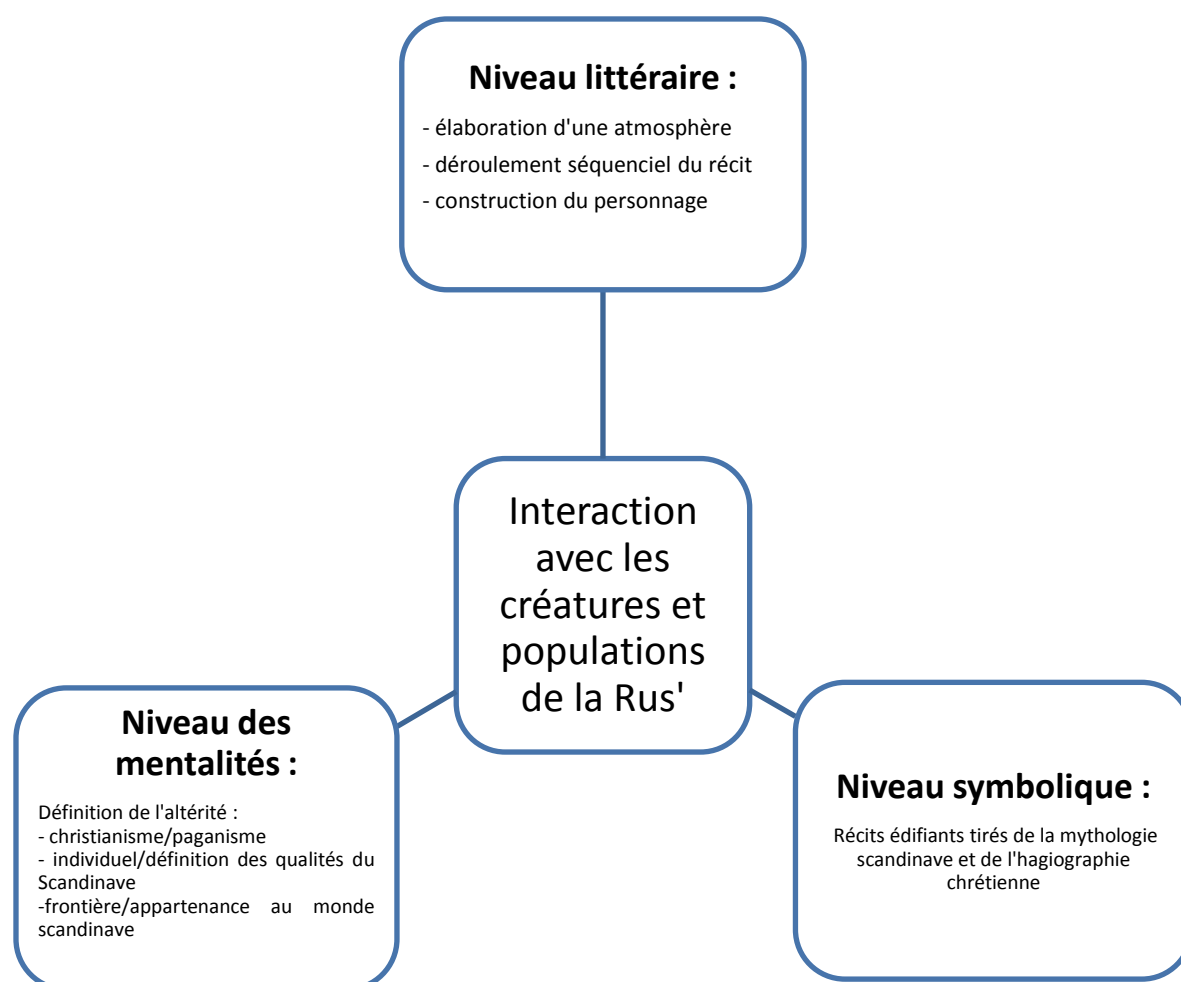 Niveau littéraire :
- élaboration d'une atmosphère
- déroulement séquenciel du récit
- construction du personnage
Interaction
avec les
créatures et
populations
de la Rus'
Niveau des
mentalités :
Définition de l'altérité :
- christianisme/paganisme
- individuel/définition des qualités du
Scandinave
-frontière/appartenance au monde
scandinave
Niveau symbolique :
Récits édifiants tirés de la mythologie
scandinave et de l'hagiographie
chrétienne